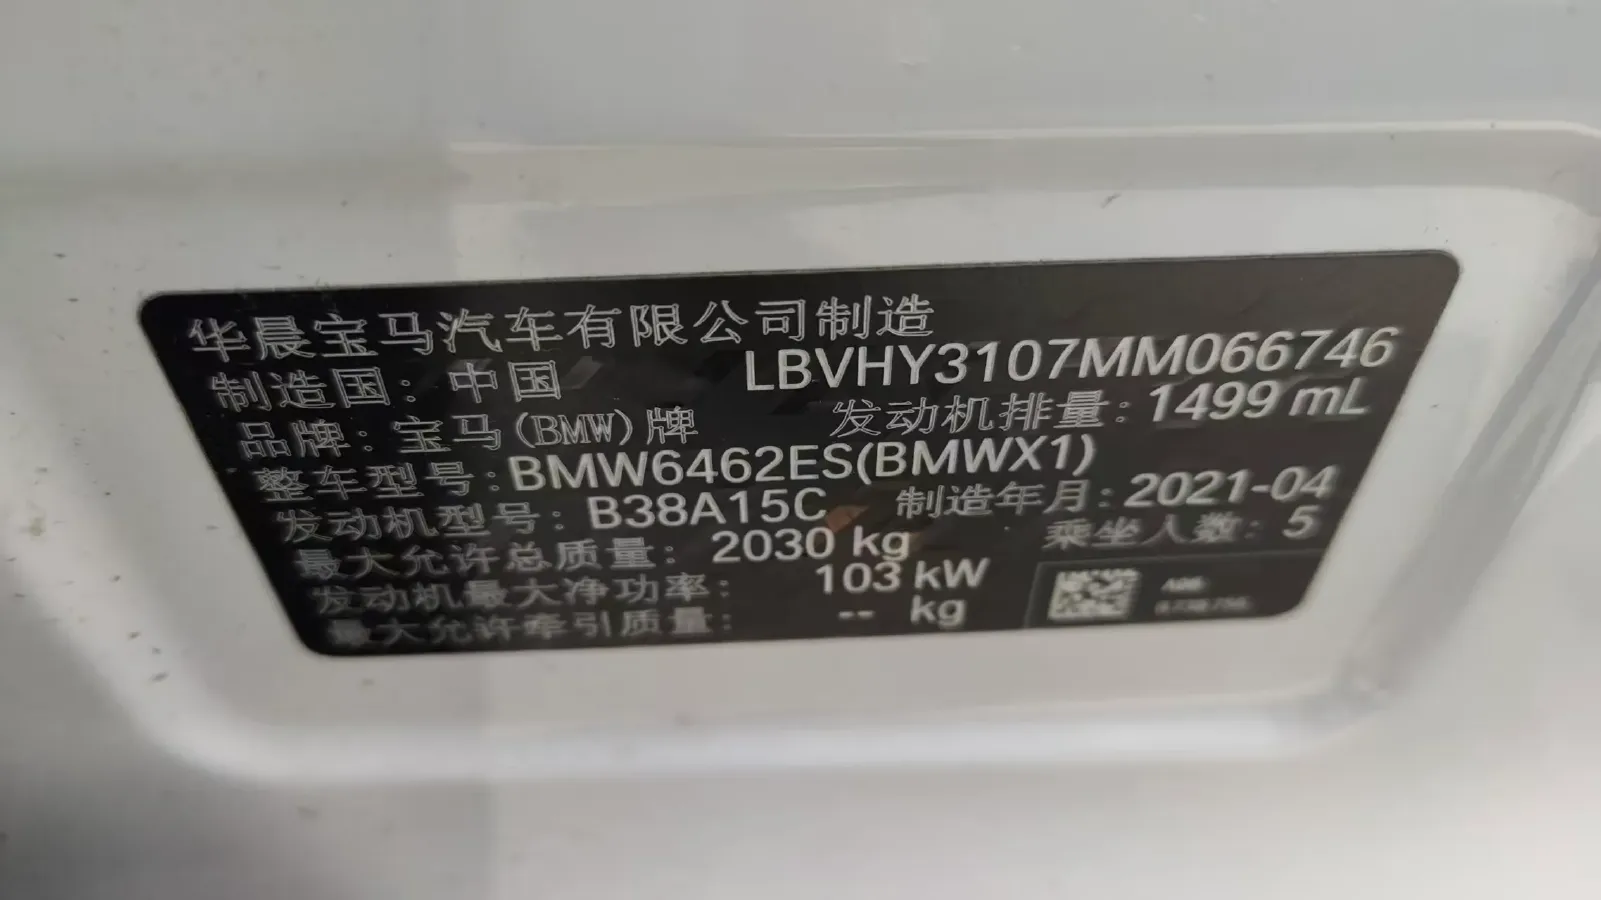 华晨宝马汽车有限公司制造
制造国：中国 LBVHY3107MM066746
品牌：宝马(BMW)牌 发动机排量：1499 mL
整车型号：BMW6462ES(BMWX1)
发动机型号：B38A15C 制造年月：2021-04
最大允许总质量：2030 kg 乘坐人数：5
发动机最大净功率：103 kW
最大允许牵引质量：-- kg